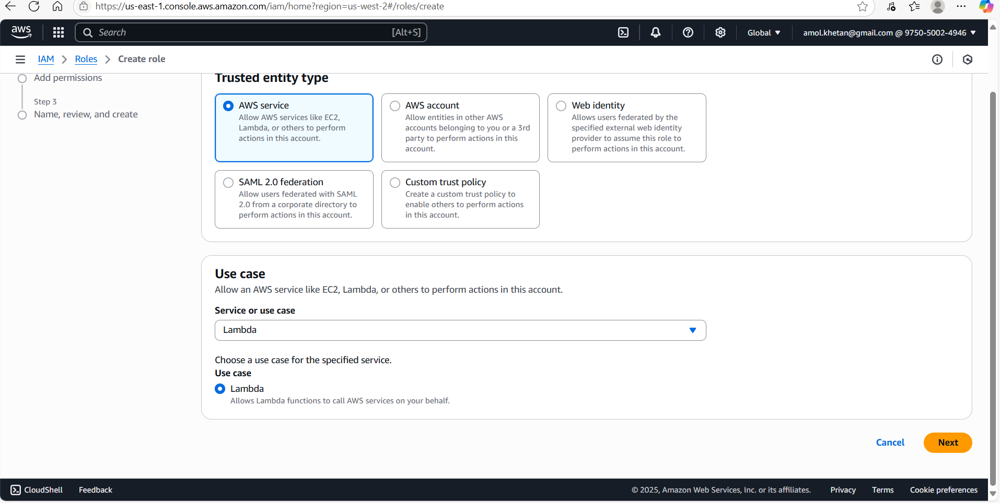 https://us-east-1.console.aws.amazon.com/iam/home?region=us-west-2#/roles/create
aws
Search
[Alt+S]
Global
amol.khetan@gmail.com @ 9750-5002-4946
IAM
Roles
Create role
Add permissions
Step 3
Name, review, and create
Trusted entity type
AWS service
Allow AWS services like EC2,
Lambda, or others to perform
actions in this account.
AWS account
Allow entities in other AWS
accounts belonging to you or a 3rd
party to perform actions in this
account.
Web identity
Allows users federated by the
specified external web identity
provider to assume this role to
perform actions in this account.
SAML 2.0 federation
Allow users federated with SAML
2.0 from a corporate directory to
perform actions in this account.
Custom trust policy
Create a custom trust policy to
enable others to perform actions
in this account.
Use case
Allow an AWS service like EC2, Lambda, or others to perform actions in this account.
Service or use case
Lambda
Choose a use case for the specified service.
Use case
Lambda
Allows Lambda functions to call AWS services on your behalf.
Cancel
Next
CloudShell
Feedback
© 2025, Amazon Web Services, Inc. or its affiliates.
Privacy
Terms
Cookie preferences